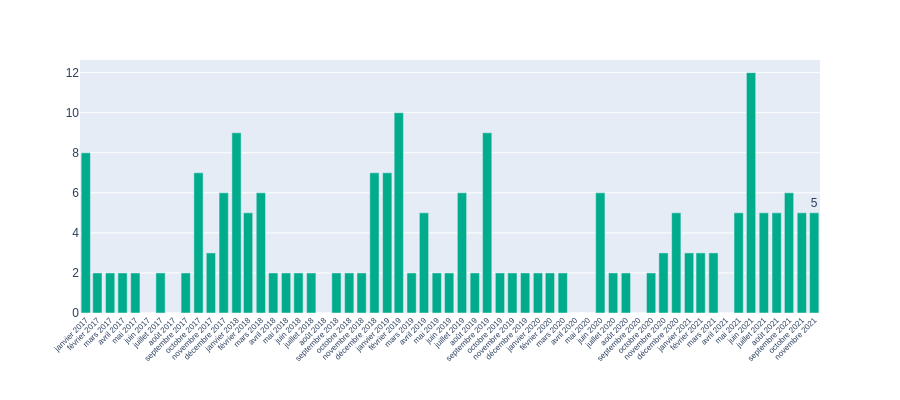 12
10
8
6
4
2
0
5
janvier 2017
février 2017
mars 2017
avril 2017
mai 2017
juin 2017
juillet 2017
août 2017
septembre 2017
octobre 2017
novembre 2017
décembre 2017
janvier 2018
février 2018
mars 2018
avril 2018
mai 2018
juin 2018
juillet 2018
août 2018
septembre 2018
octobre 2018
novembre 2018
décembre 2018
janvier 2019
février 2019
mars 2019
avril 2019
mai 2019
juin 2019
juillet 2019
août 2019
septembre 2019
octobre 2019
novembre 2019
décembre 2019
janvier 2020
février 2020
mars 2020
avril 2020
mai 2020
juin 2020
juillet 2020
août 2020
septembre 2020
octobre 2020
novembre 2020
décembre 2020
janvier 2021
février 2021
mars 2021
avril 2021
mai 2021
juin 2021
juillet 2021
août 2021
septembre 2021
octobre 2021
novembre 2021